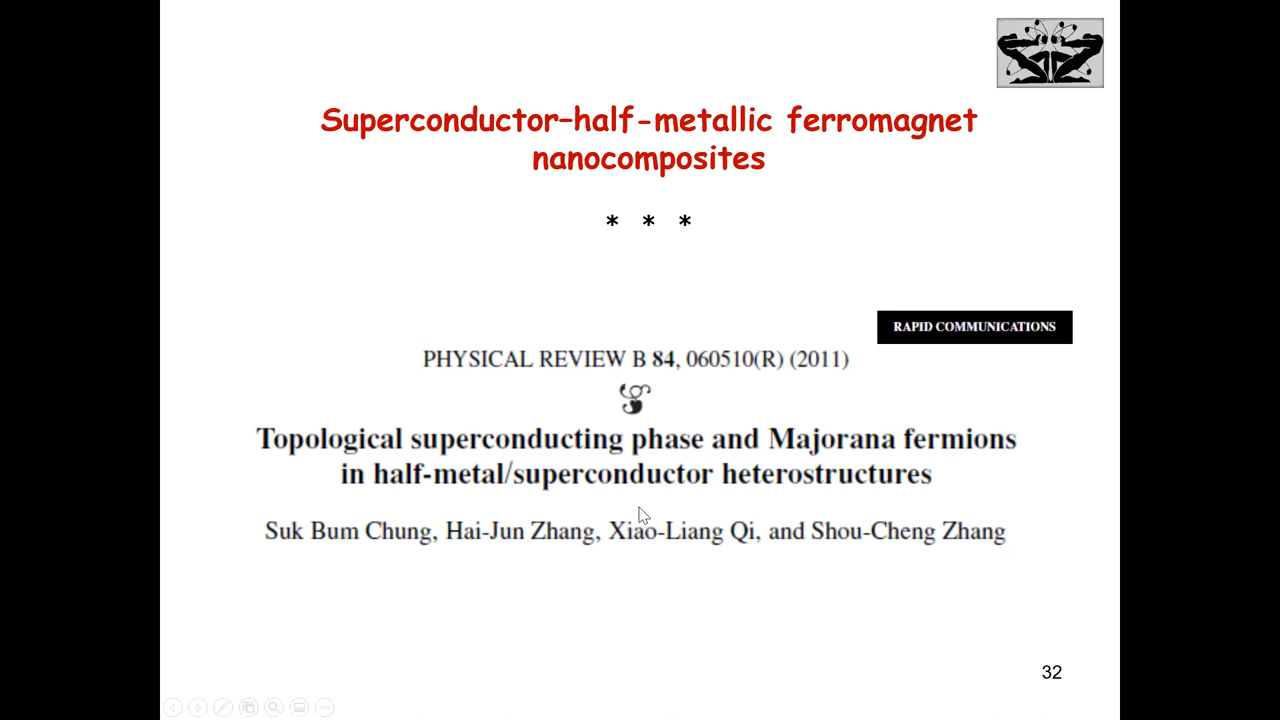 Superconductor–half-metallic ferromagnet
nanocomposites
* * *
RAPID COMMUNICATIONS
PHYSICAL REVIEW B 84, 060510(R) (2011)
Topological superconducting phase and Majorana fermions
in half-metal/superconductor heterostructures
Suk Bum Chung, Hai-Jun Zhang, Xiao-Liang Qi, and Shou-Cheng Zhang
32